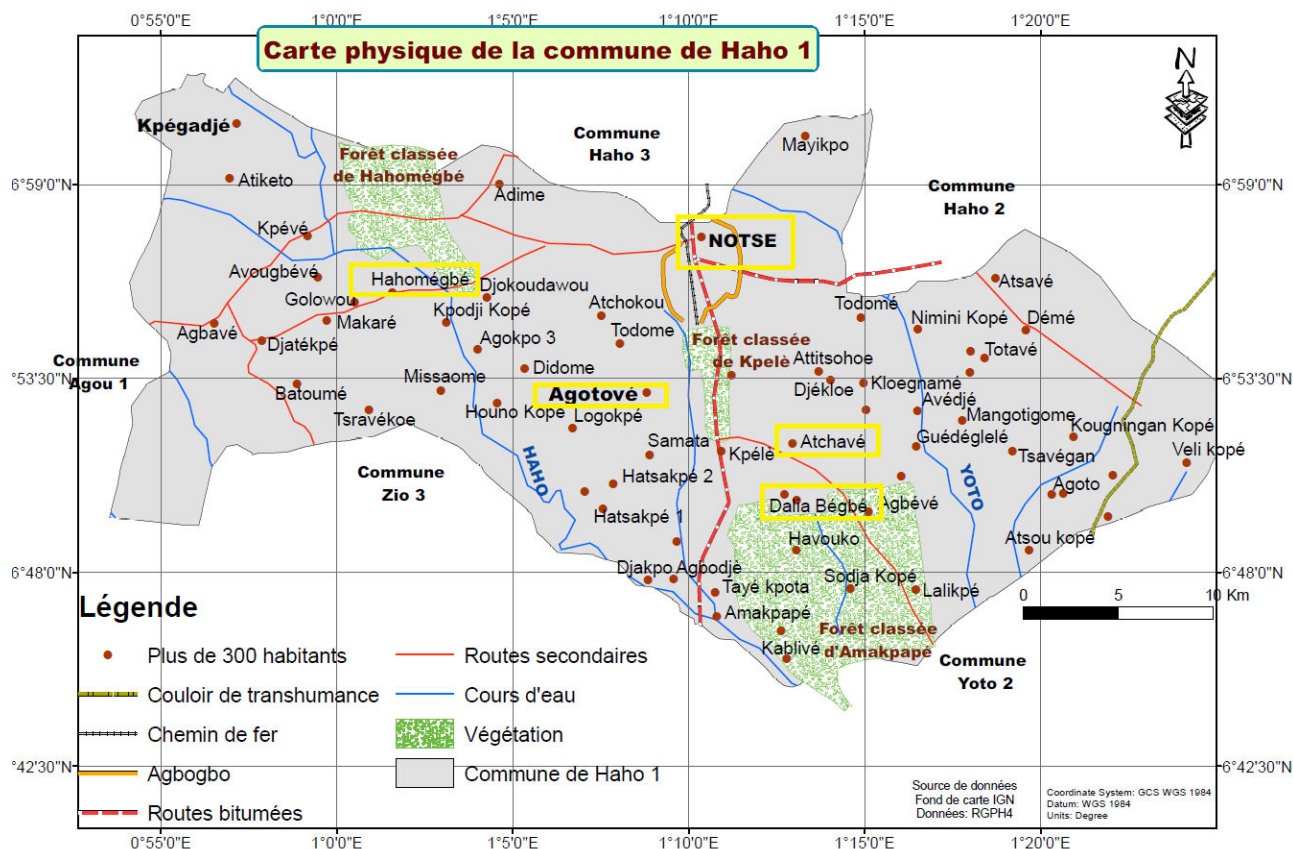 0°55'0"E
1°0'0"E
1°5'0"E
1°10'0"E
1°15'0"E
1°20'0"E
Carte physique de la commune de Haho 1
N
Kpégadjé
Commune
Haho 3
Mayikpo
Forêt classée
de Hahomégbé
6°59'0"N
Atiketo
Adime
Commune
Haho 2
6°59'0"N
Kpévé
NOTSE
Avougbévé
Hahomégbé
Djokoudawou
Atsavé
Golowou
Atchokou
Todomé
Kpodji Kopé
Nimini Kopé
Démé
Agbavé
Makaré
Todome
Djatékpé
Agokpo 3
Forêt classée
de Kpelè
Totavé
Commune
Agou 1
Didome
Attitsohoe
6°53'30"N
Missaome
Djékloe
Kloegnamé
6°53'30"N
Batoumé
Agotové
Avédjé
Tsravékoe
Houno Kope
Logokpé
Mangotigome
Kougningan Kopé
Samata
Kpélè
Atchavé
Guédéglelé
Tsavégan
Veli kopé
Commune
Zio 3
HAHO
Hatsakpé 2
YOTO
Agoto
Hatsakpé 1
Dalia Bégbé
Agbévé
Havouko
Atsou kopé
Djakpo
Agpodjè
6°48'0"N
Tayé kpota
Sodja Kopé
Lalikpé
6°48'0"N
Amakpapé
0
5
10 Km
Forêt classée
d'Amakpapé
Kablivé
Commune
Yoto 2
Légende
Plus de 300 habitants
Couloir de transhumance
Chemin de fer
Agbogbo
Routes bitumées
Routes secondaires
Cours d'eau
Végétation
Commune de Haho 1
°42'30"N
6°42'30"N
Source de données
Fond de carte IGN
Données: RGPH4
Coordinate System: GCS WGS 1984
Datum: WGS 1984
Units: Degree